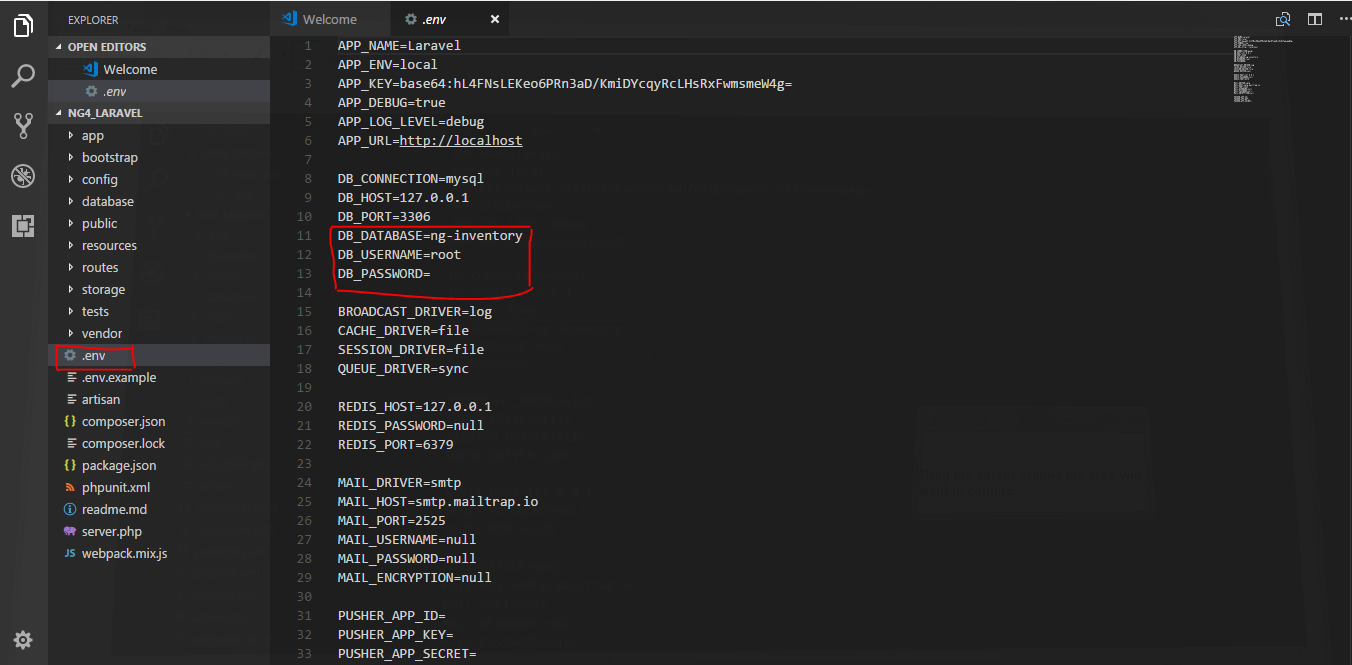 EXPLORER
OPEN EDITORS
Welcome
.env
NG4_LARAVEL
app
bootstrap
config
database
public
resources
routes
storage
tests
vendor
.env
.env.example
artisan
composer.json
composer.lock
package.json
phpunit.xml
readme.md
server.php
JS webpack.mix.js
Welcome
.env
1 APP_NAME=Laravel
2 APP_ENV=local
3 APP_KEY=base64:hL4FNsLEKeo6PRn3aD/KmiDYcqyRcLHsRxFwmsmeW4g=
4 APP_DEBUG=true
5 APP_LOG_LEVEL=debug
6 APP_URL=http://localhost
7
8 DB_CONNECTION=mysql
9 DB_HOST=127.0.0.1
10 DB_PORT=3306
11 DB_DATABASE=ng-inventory
12 DB_USERNAME=root
13 DB_PASSWORD=
14
15 BROADCAST_DRIVER=log
16 CACHE_DRIVER=file
17 SESSION_DRIVER=file
18 QUEUE_DRIVER=sync
19
20 REDIS_HOST=127.0.0.1
21 REDIS_PASSWORD=null
22 REDIS_PORT=6379
23
24 MAIL_DRIVER=smtp
25 MAIL_HOST=smtp.mailtrap.io
26 MAIL_PORT=2525
27 MAIL_USERNAME=null
28 MAIL_PASSWORD=null
29 MAIL_ENCRYPTION=null
30
31 PUSHER_APP_ID=
32 PUSHER_APP_KEY=
33 PUSHER_APP_SECRET=